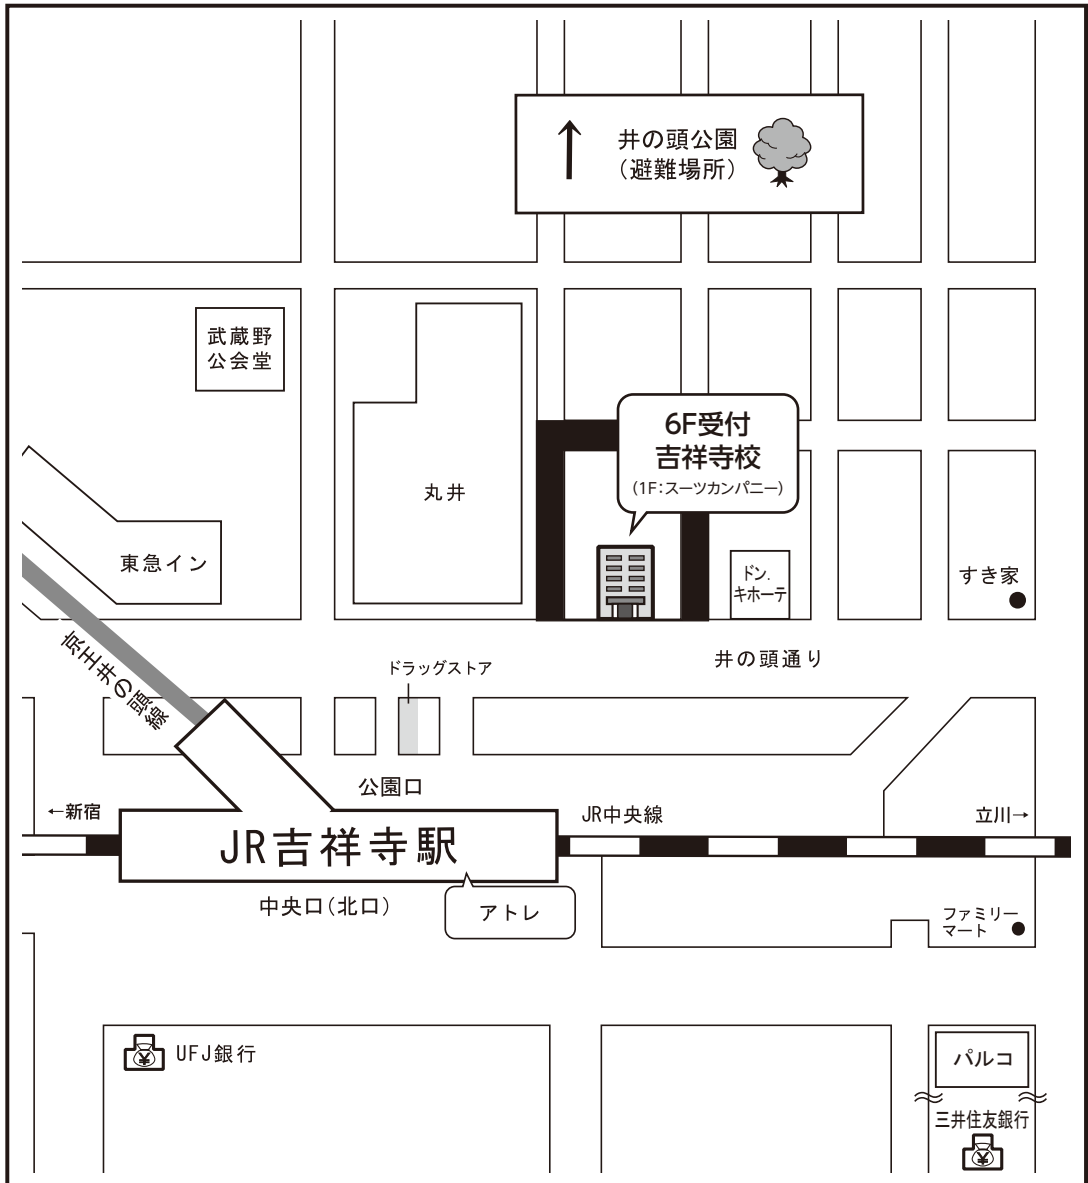 井の頭公園
（避難場所）
武蔵野
公会堂
6F受付
吉祥寺校
（1F：スーツカンパニー）
丸井
東急イン
ドン．
キホーテ
すき家
京王井の頭線
ドラッグストア
井の頭通り
公園口
←新宿
JR中央線
立川→
JR吉祥寺駅
中央口（北口）
アトレ
ファミリー
マート
UFJ銀行
パルコ
三井住友銀行